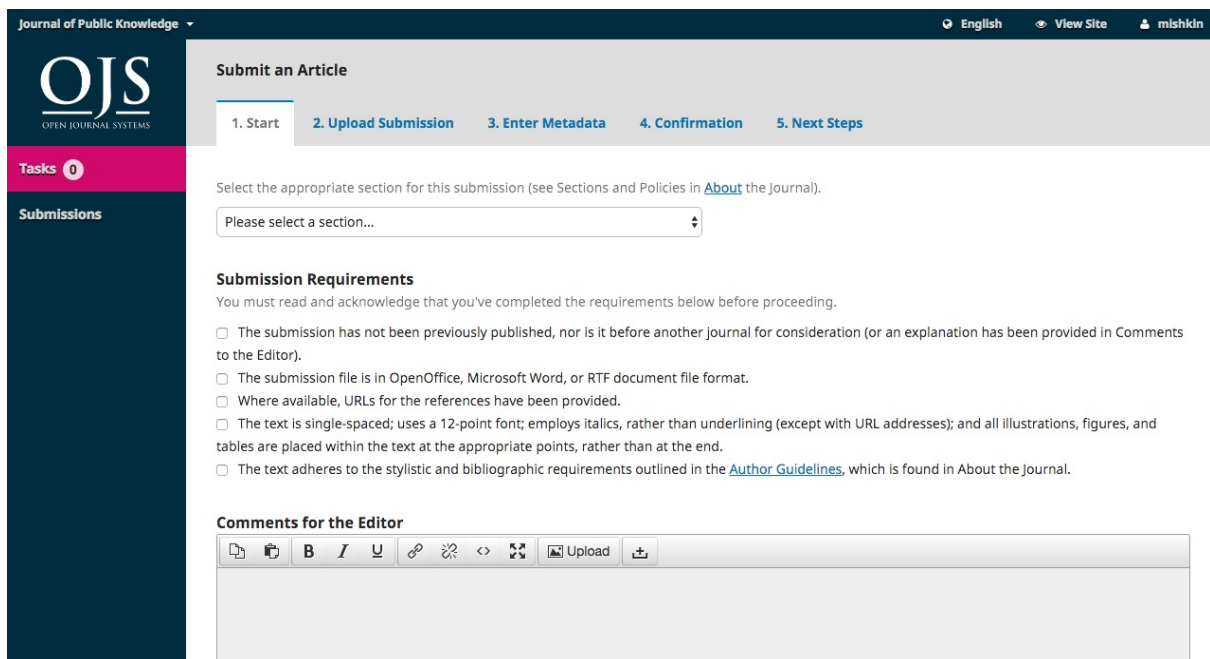 Journal of Public Knowledge
English
View Site
mishkin
OJS
OPEN JOURNAL SYSTEMS
Submit an Article
1. Start
2. Upload Submission
3. Enter Metadata
4. Confirmation
5. Next Steps
Tasks 0
Submissions
Select the appropriate section for this submission (see Sections and Policies in About the Journal).
Please select a section...
Submission Requirements
You must read and acknowledge that you've completed the requirements below before proceeding.
The submission has not been previously published, nor is it before another journal for consideration (or an explanation has been provided in Comments
to the Editor).
The submission file is in OpenOffice, Microsoft Word, or RTF document file format.
Where available, URLs for the references have been provided.
The text is single-spaced; uses a 12-point font; employs italics, rather than underlining (except with URL addresses); and all illustrations, figures, and
tables are placed within the text at the appropriate points, rather than at the end.
The text adheres to the stylistic and bibliographic requirements outlined in the Author Guidelines, which is found in About the Journal.
Comments for the Editor
B I U Upload